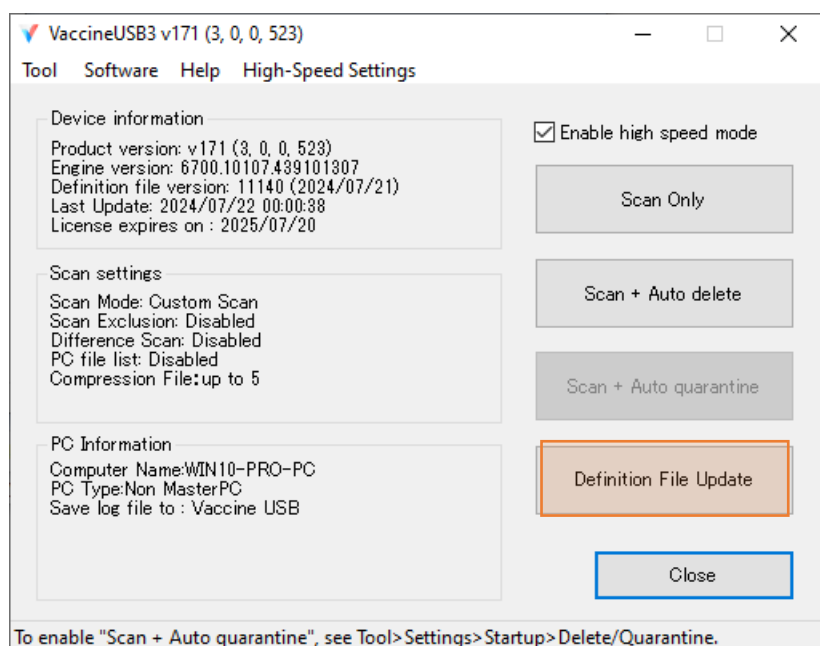 VaccineUSB3 v171 (3, 0, 0, 523)
Tool Software Help High-Speed Settings
Device information
Product version: v171 (3, 0, 0, 523)
Engine version: 6700.10107.439101307
Definition file version: 11140 (2024/07/21)
Last Update: 2024/07/22 00:00:38
License expires on : 2025/07/20
Enable high speed mode
Scan Only
Scan settings
Scan Mode: Custom Scan
Scan Exclusion: Disabled
Difference Scan: Disabled
PC file list: Disabled
Compression File:up to 5
Scan + Auto delete
Scan + Auto quarantine
PC Information
Computer Name:WIN10-PRO-PC
PC Type:Non MasterPC
Save log file to : Vaccine USB
Definition File Update
Close
To enable "Scan + Auto quarantine", see Tool>Settings>Startup>Delete/Quarantine.